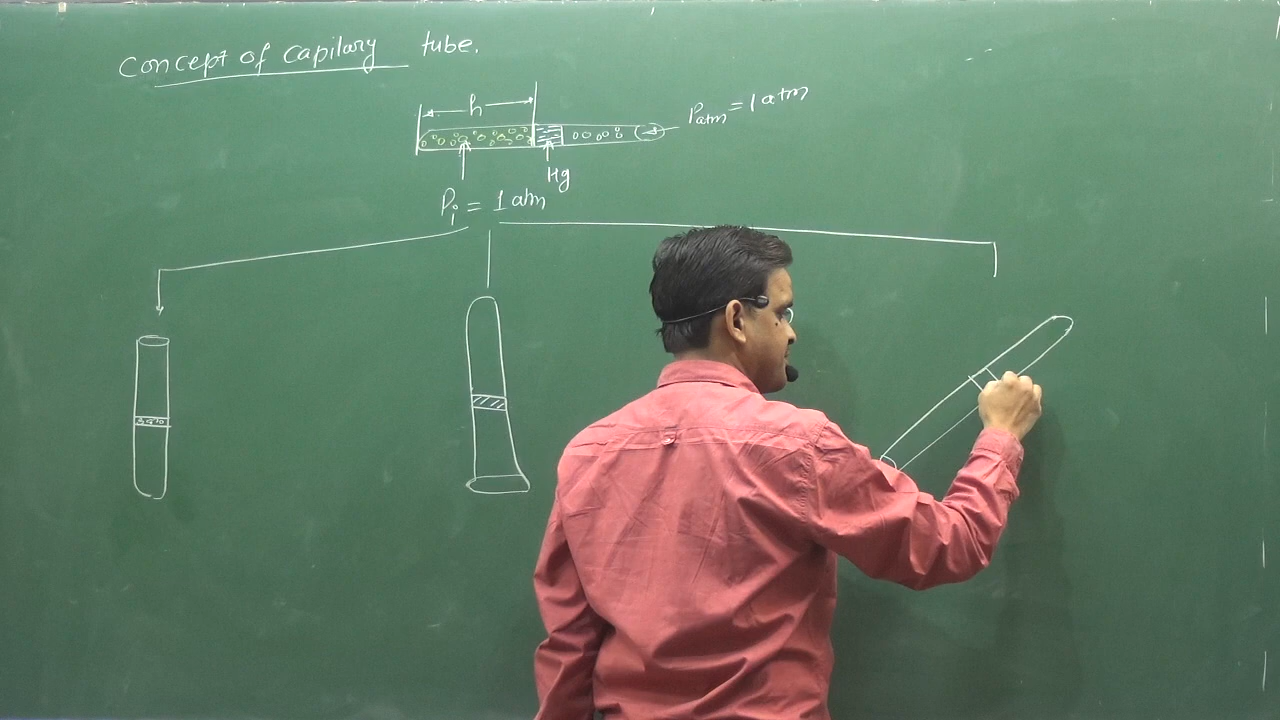 Concept of Capilary tube.
h
Patm = 1 atm
Hg
Pi = 1 atm